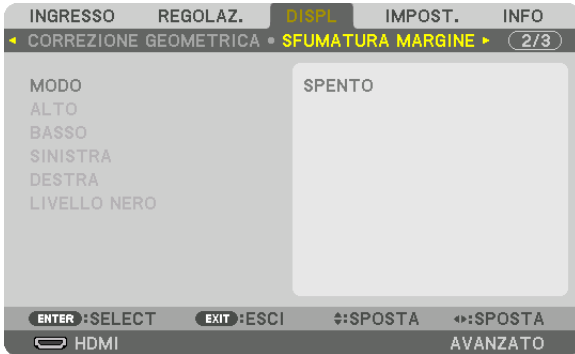 INGRESSO REGOLAZ. DISPL IMPOST. INFO
CORREZIONE GEOMETRICA • SFUMATURA MARGINE 2/3
MODO SPENTO
ALTO
BASSO
SINISTRA
DESTRA
LIVELLO NERO
ENTER :SELECT EXIT :ESCI :SPOSTA :SPOSTA
HDMI AVANZATO